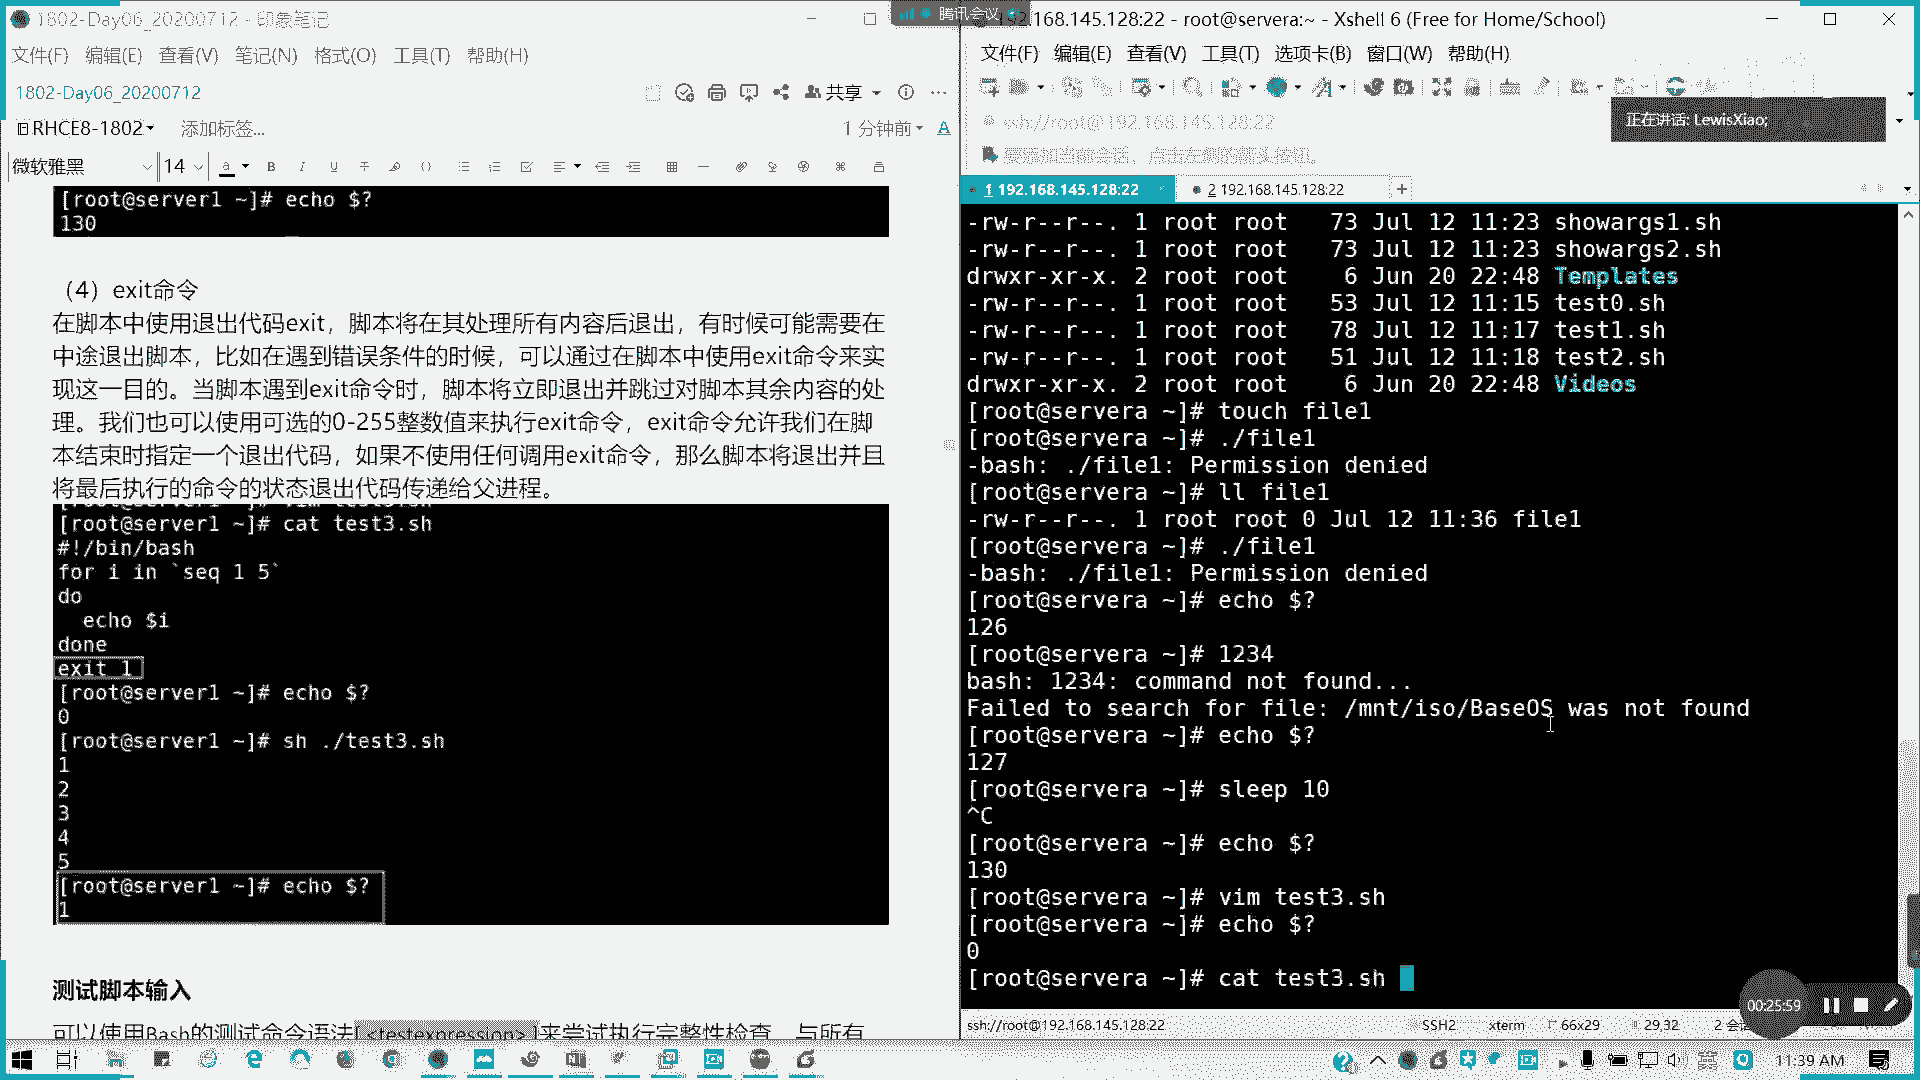 1802-Day06_20200712 - 印象笔记
文件(F) 编辑(E) 查看(V) 笔记(N) 格式(O) 工具(T) 帮助(H)
1802-Day06_20200712
共享
RHCE8-1802
添加标签...
1 分钟前
微软雅黑 14
[root@server1 ~]# echo $?
130
（4）exit命令
在脚本中使用退出代码exit，脚本将在其处理所有内容后退出，有时候可能需要在
中途退出脚本，比如在遇到错误条件的时候，可以通过在脚本中使用exit命令来实
现这一目的。当脚本遇到exit命令时，脚本将立即退出并跳过对脚本其余内容的处
理。我们也可以使用可选的0-255整数值来执行exit命令，exit命令允许我们在脚
本结束时指定一个退出代码，如果不使用任何调用exit命令，那么脚本将退出并且
将最后执行的命令的状态退出代码传递给父进程。
[root@server1 ~]# cat test3.sh
#!/bin/bash
for i in `seq 1 5`
do
  echo $i
done
exit 1
[root@server1 ~]# echo $?
0
[root@server1 ~]# sh ./test3.sh
1
2
3
4
5
[root@server1 ~]# echo $?
1
测试脚本输入
可以使用Bash的测试命令语法[ <testexpression> ]来尝试执行完整性检查，与所有
腾讯会议
192.168.145.128:22 - root@servera:~ - Xshell 6 (Free for Home/School)
文件(F) 编辑(E) 查看(V) 工具(T) 选项卡(B) 窗口(W) 帮助(H)
ssh://root@192.168.145.128:22
正在讲话: LewisXiao;
要添加当前会话，点击左侧的箭头按钮。
1 192.168.145.128:22
2 192.168.145.128:22
-rw-r--r--. 1 root root   73 Jul 12 11:23 showargs1.sh
-rw-r--r--. 1 root root   73 Jul 12 11:23 showargs2.sh
drwxr-xr-x. 2 root root    6 Jun 20 22:48 Templates
-rw-r--r--. 1 root root   53 Jul 12 11:15 test0.sh
-rw-r--r--. 1 root root   78 Jul 12 11:17 test1.sh
-rw-r--r--. 1 root root   51 Jul 12 11:18 test2.sh
drwxr-xr-x. 2 root root    6 Jun 20 22:48 Videos
[root@servera ~]# touch file1
[root@servera ~]# ./file1
-bash: ./file1: Permission denied
[root@servera ~]# ll file1
-rw-r--r--. 1 root root 0 Jul 12 11:36 file1
[root@servera ~]# ./file1
-bash: ./file1: Permission denied
[root@servera ~]# echo $?
126
[root@servera ~]# 1234
bash: 1234: command not found...
Failed to search for file: /mnt/iso/BaseOS was not found
[root@servera ~]# echo $?
127
[root@servera ~]# sleep 10
^C
[root@servera ~]# echo $?
130
[root@servera ~]# vim test3.sh
[root@servera ~]# echo $?
0
[root@servera ~]# cat test3.sh
00:25:59
ssh://root@192.168.145.128:22 SSH2 xterm 66x29 29,32
11:39 AM